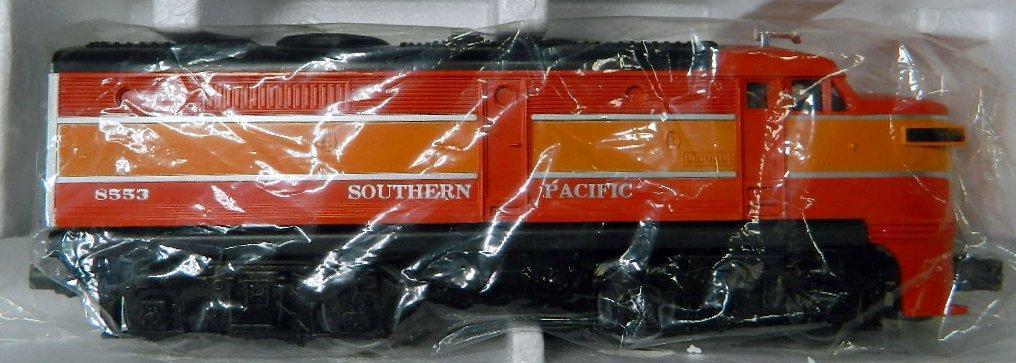 LIONEL
8553 SOUTHERN PACIFIC